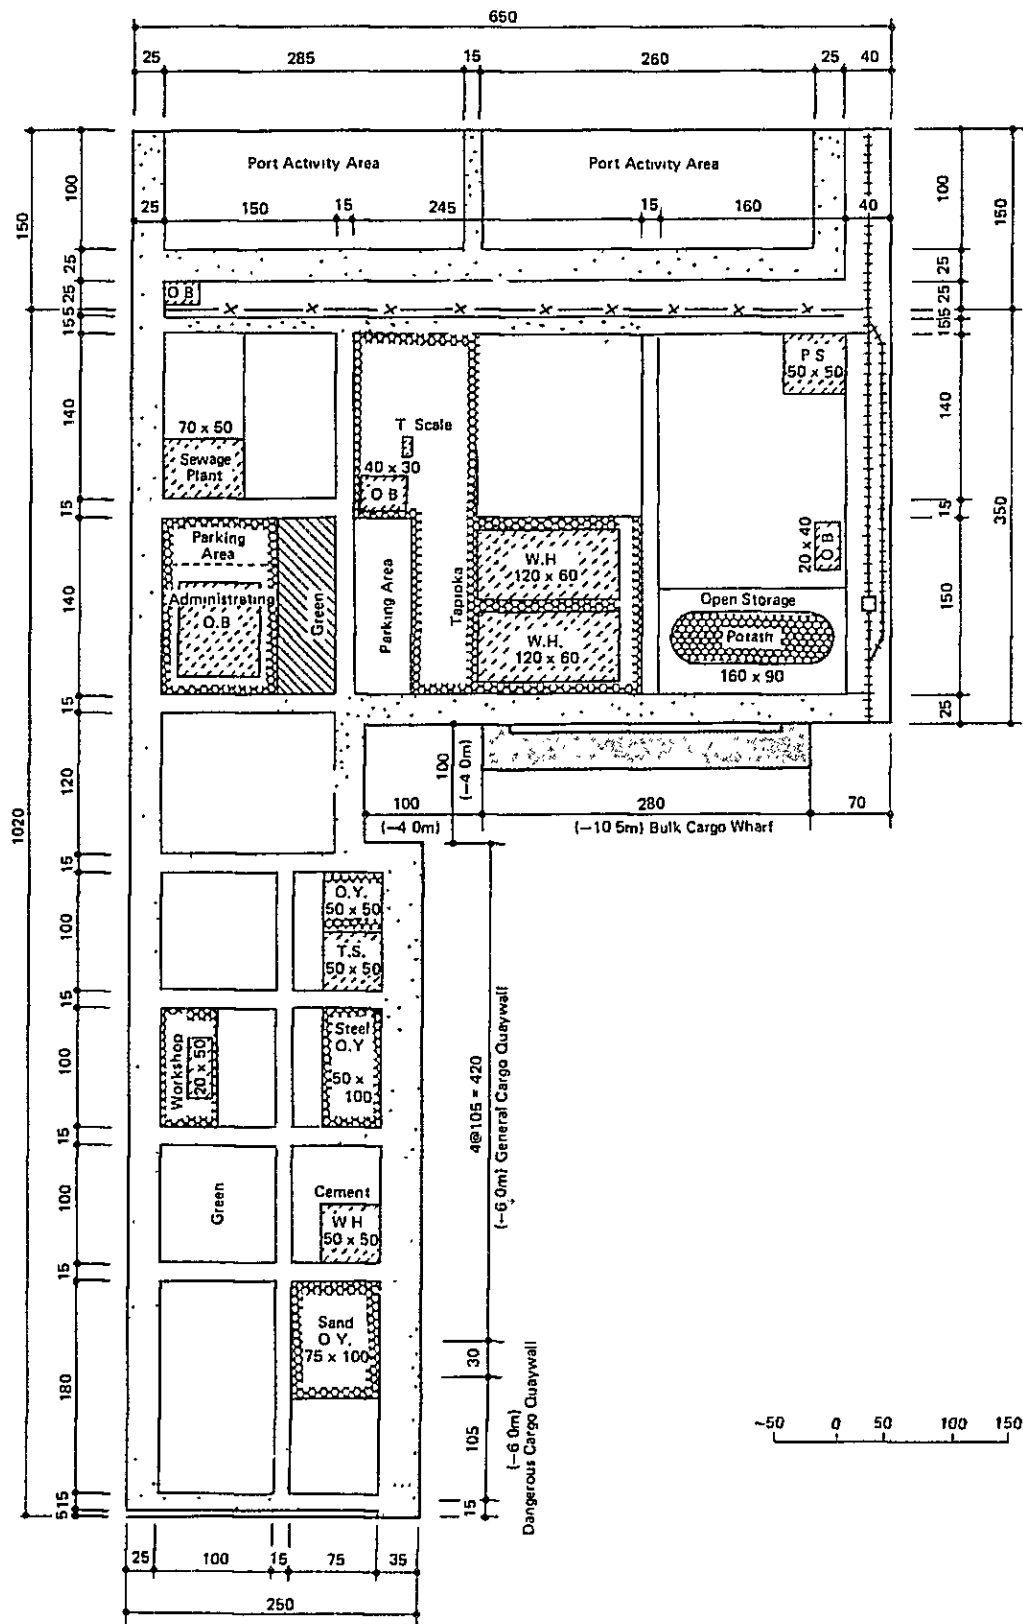 650
25
285
15
260
25
40
Port Activity Area
Port Activity Area
25
150
15
245
15
160
40
150
100
25
25
5
15
140
15
140
15
1020
120
15
100
15
100
15
100
15
180
15
5
100
25
25
5
15
140
15
150
25
150
350
O B
P S
50 x 50
T Scale
70 x 50
Sewage
Plant
40 x 30
O B
Parking
Area
Administrating
O.B
Green
Parking Area
Tapioka
W.H
120 x 60
W.H.
120 x 60
20 x 40
O B
Open Storage
Potash
160 x 90
100
(−4 0m)
100
(−4 0m)
280
70
(−10 5m) Bulk Cargo Wharf
O.Y.
50 x 50
T.S.
50 x 50
Workshop
20 x 50
Steel
O.Y
50 x
100
4@105 = 420
(−6 0m) General Cargo Quaywall
Green
Cement
W H
50 x 50
Sand
O Y.
75 x 100
30
105
15
(−6 0m)
Dangerous Cargo Quaywall
−50
0
50
100
150
25
100
15
75
35
250